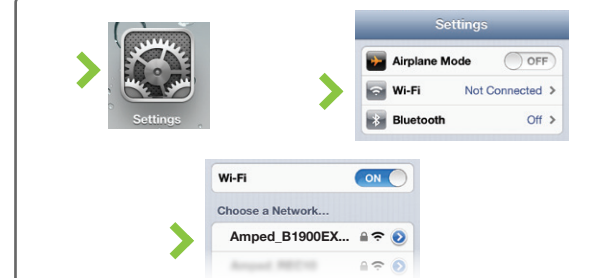 Settings
Settings
Airplane Mode OFF
Wi-Fi Not Connected
Bluetooth Off
Wi-Fi ON
Choose a Network...
Amped_B1900EX...